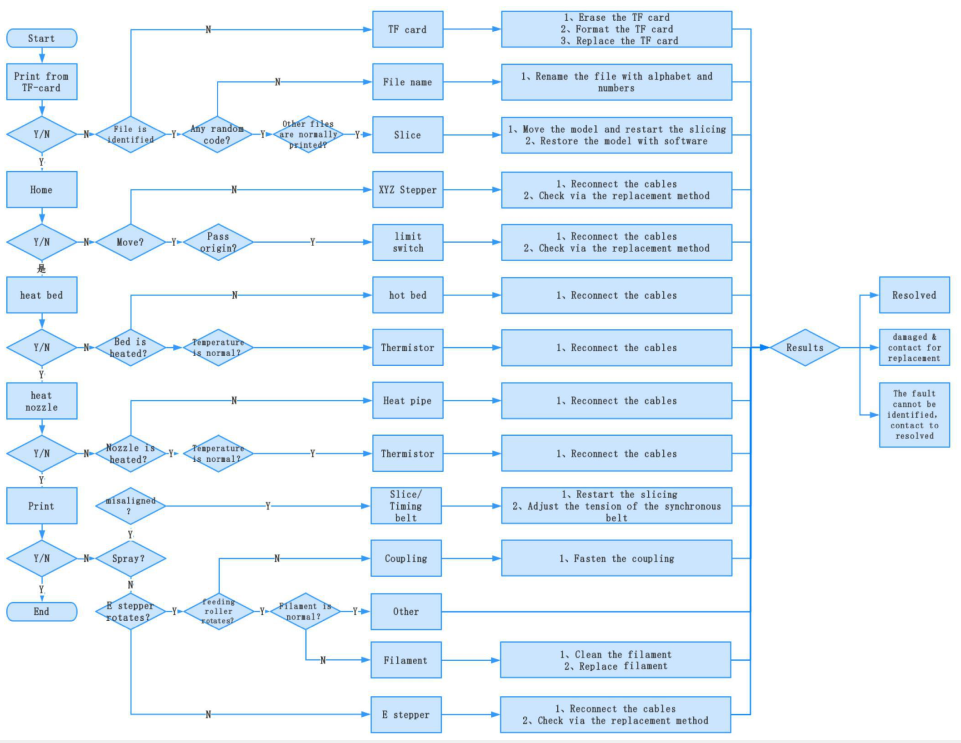 Start
Print from
TF-card
Y/N
N
File is
identified
N
TF card
1、Erase the TF card
2、Format the TF card
3、Replace the TF card
Y
Any random
code?
N
File name
1、Rename the file with alphabet and
numbers
Y
Other files
are normally
printed?
Y
Slice
1、Move the model and restart the slicing
2、Restore the model with software
Y
Home
Y/N
N
Move?
N
XYZ Stepper
1、Reconnect the cables
2、Check via the replacement method
Y
Pass
origin?
Y
limit
switch
1、Reconnect the cables
2、Check via the replacement method
是
heat bed
Y/N
N
Bed is
heated?
N
hot bed
1、Reconnect the cables
Temperature
is normal?
Thermistor
1、Reconnect the cables
Y
heat
nozzle
Y/N
N
Nozzle is
heated?
N
Heat pipe
1、Reconnect the cables
Y
Temperature
is normal?
Y
Thermistor
1、Reconnect the cables
Y
Print
Y/N
N
Spray?
Y
misaligned
?
Y
Slice/
Timing
belt
1、Restart the slicing
2、Adjust the tension of the synchronous
belt
Y
End
N
E stepper
rotates?
Y
feeding
roller
rotates?
N
Coupling
1、Fasten the coupling
Y
Filament is
normal?
Y
Other
N
Filament
1、Clean the filament
2、Replace filament
N
E stepper
1、Reconnect the cables
2、Check via the replacement method
Results
Resolved
damaged &
contact for
replacement
The fault
cannot be
identified,
contact to
resolved